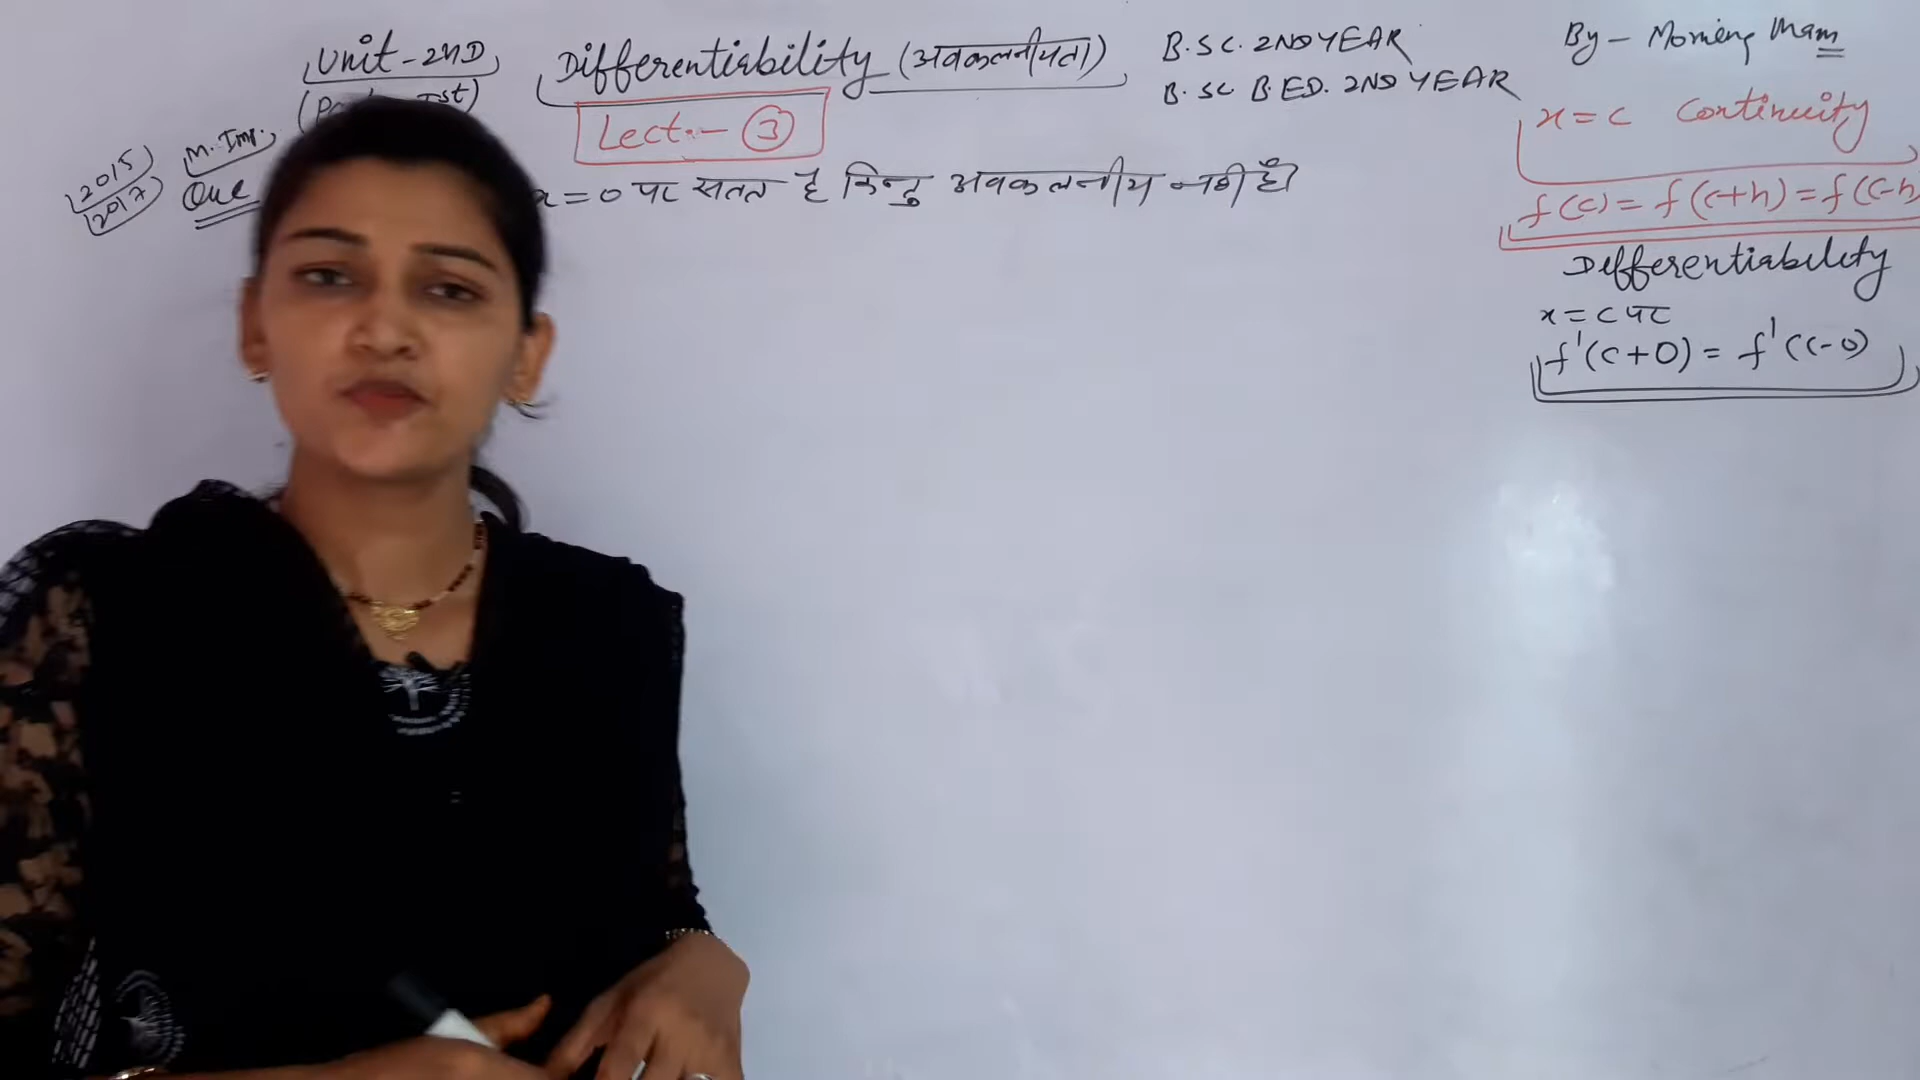 Unit-2ND
Differentiability (अवकलनीयता)
B.SC. 2ND YEAR
B.SC B.ED. 2ND YEAR
By - Morning Mam
Lect.- ③
2015
2017
M. Imp.
Que
x=0 पर सतत है किन्तु अवकलनीय नहीं है।
x=c Continuity
f(c) = f(c+h) = f(c-h
Differentiability
x=c पर
f'(c+0) = f'(c-0)